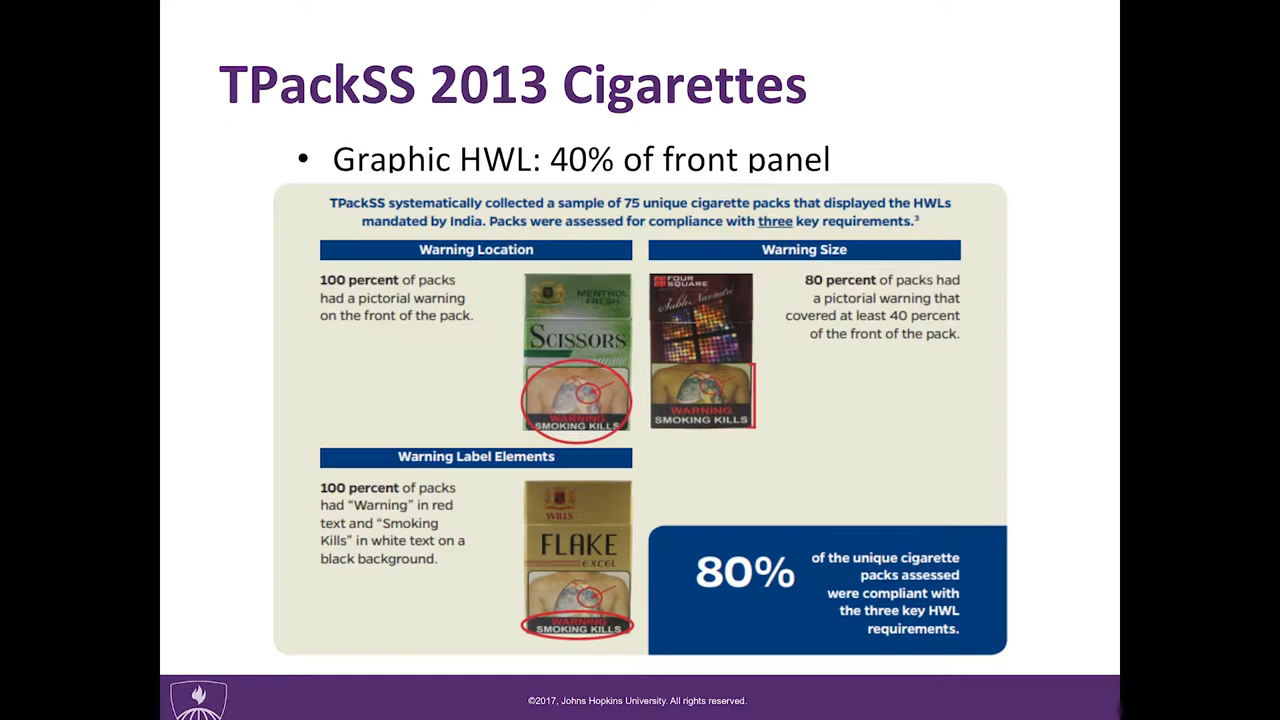 TPackSS 2013 Cigarettes
• Graphic HWL: 40% of front panel
TPackSS systematically collected a sample of 75 unique cigarette packs that displayed the HWLs
mandated by India. Packs were assessed for compliance with three key requirements.³
Warning Location
100 percent of packs
had a pictorial warning
on the front of the pack.
MENTHOL
FRESH
SCISSORS
WARNING
SMOKING KILLS
Warning Size
FOUR
SQUARE
WARNING
SMOKING KILLS
80 percent of packs had
a pictorial warning that
covered at least 40 percent
of the front of the pack.
Warning Label Elements
100 percent of packs
had “Warning” in red
text and “Smoking
Kills” in white text on a
black background.
WILLS
FLAKE
EXCEL
WARNING
SMOKING KILLS
80%
of the unique cigarette
packs assessed
were compliant with
the three key HWL
requirements.
©2017, Johns Hopkins University. All rights reserved.